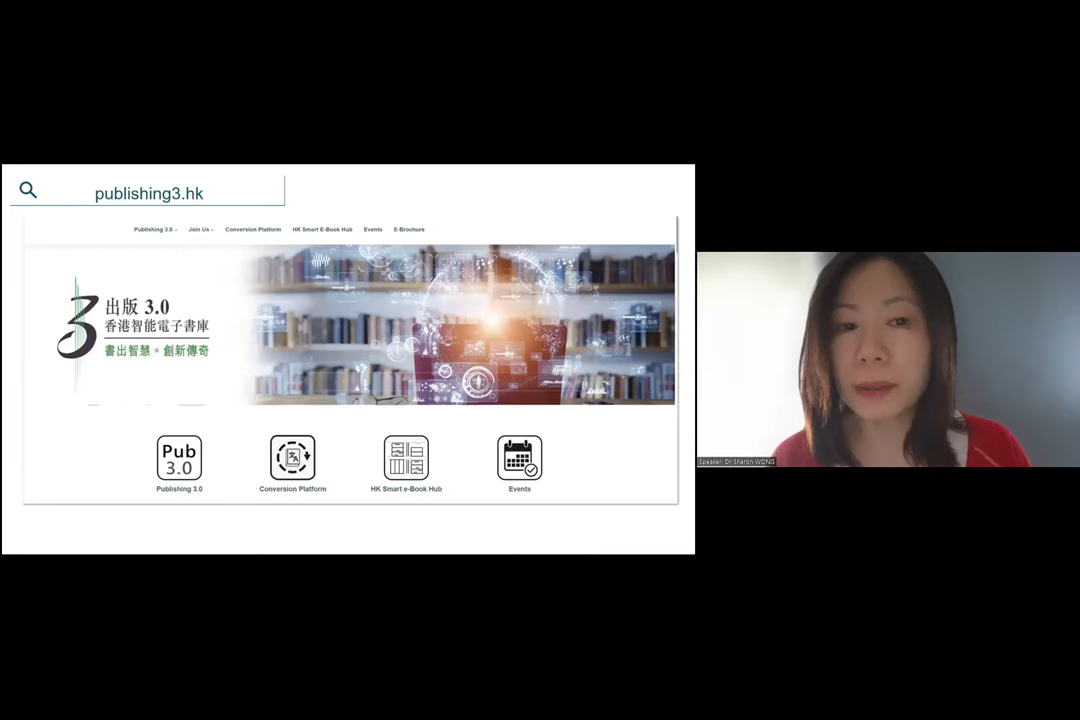 publishing3.hk
Publishing 3.0
Join Us
Conversion Platform
HK Smart E-Book Hub
Events
E-Brochure
3
出版 3.0
香港智能電子書庫
書出智慧。創新傳奇
Pub
3.0
文
A
Publishing 3.0
Conversion Platform
HK Smart e-Book Hub
Events
Speaker: Dr Sharon WONG